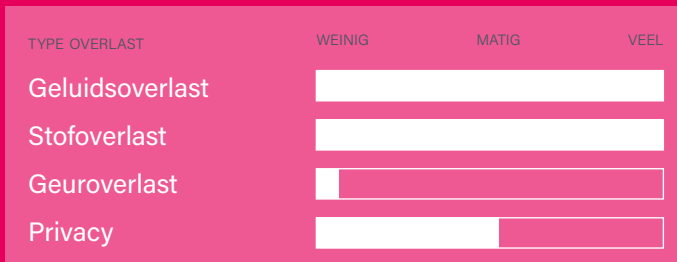 TYPE OVERLAST WEINIG MATIG VEEL
Geluidsoverlast
Stofoverlast
Geuroverlast
Privacy